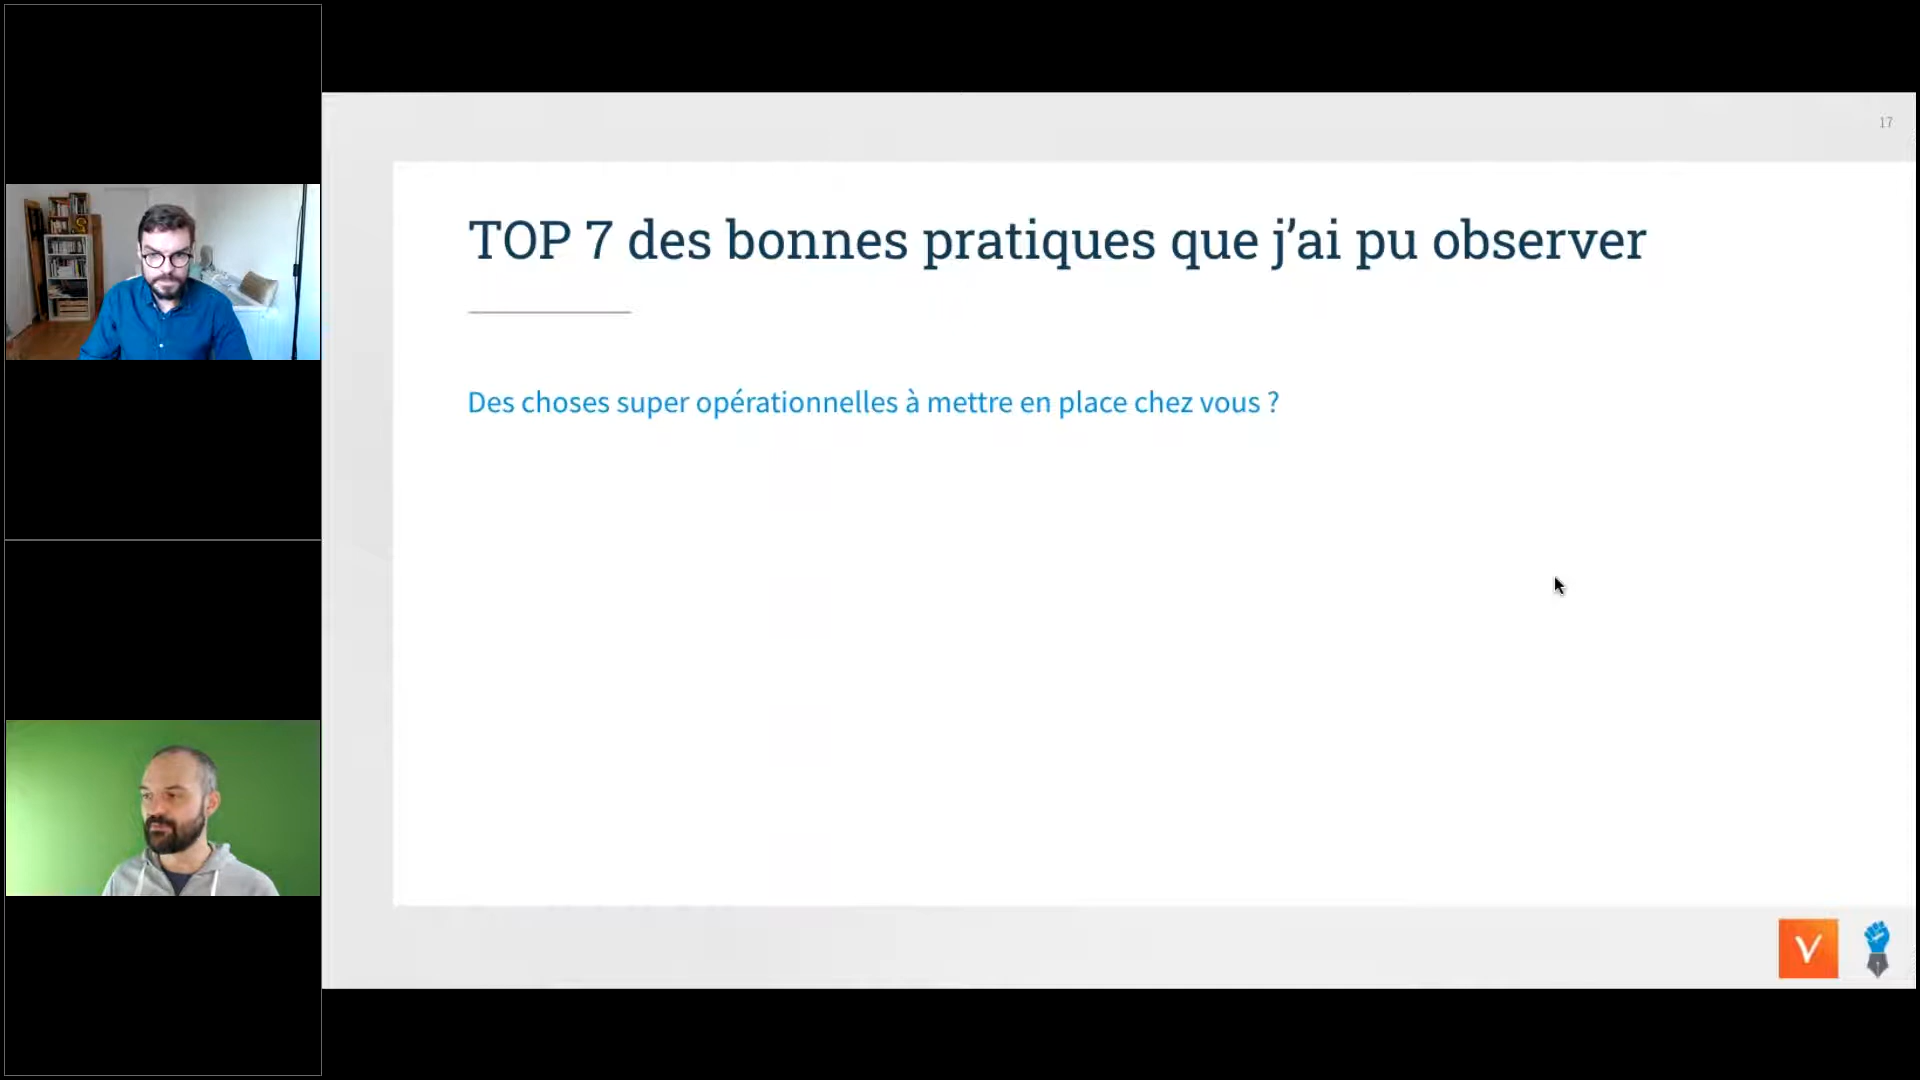 17
TOP 7 des bonnes pratiques que j’ai pu observer
Des choses super opérationnelles à mettre en place chez vous ?
V